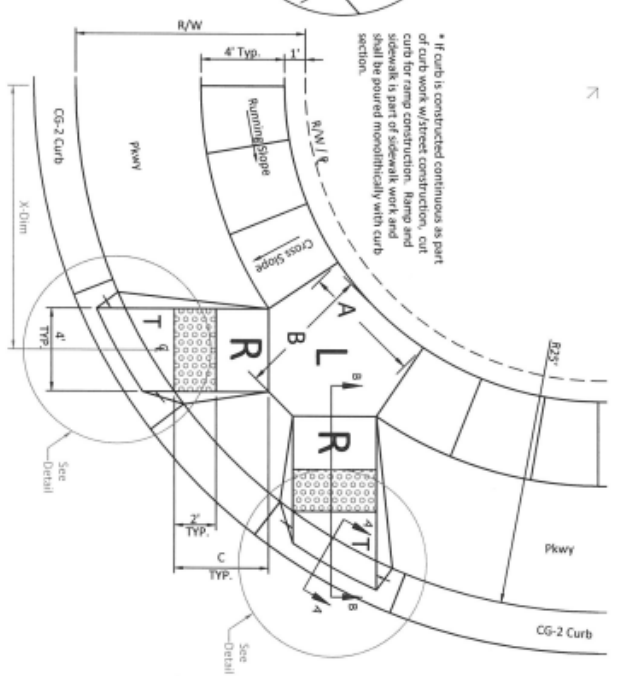 R/W
4' Typ.
1'
R/W / ℄
* If curb is constructed continuous as part
of curb work w/street construction, cut
curb for ramp construction. Ramp and
sidewalk is part of sidewalk work and
shall be poured monolithically with curb
section.
CG-2 Curb
Pkwy
Running Slope
Cross Slope
X-Dim
A
B
L
R
T
℄
4'
TYP.
2'
TYP.
C
TYP.
See
Detail
R
T
A
A
B
B
See
Detail
R25'
Pkwy
CG-2 Curb